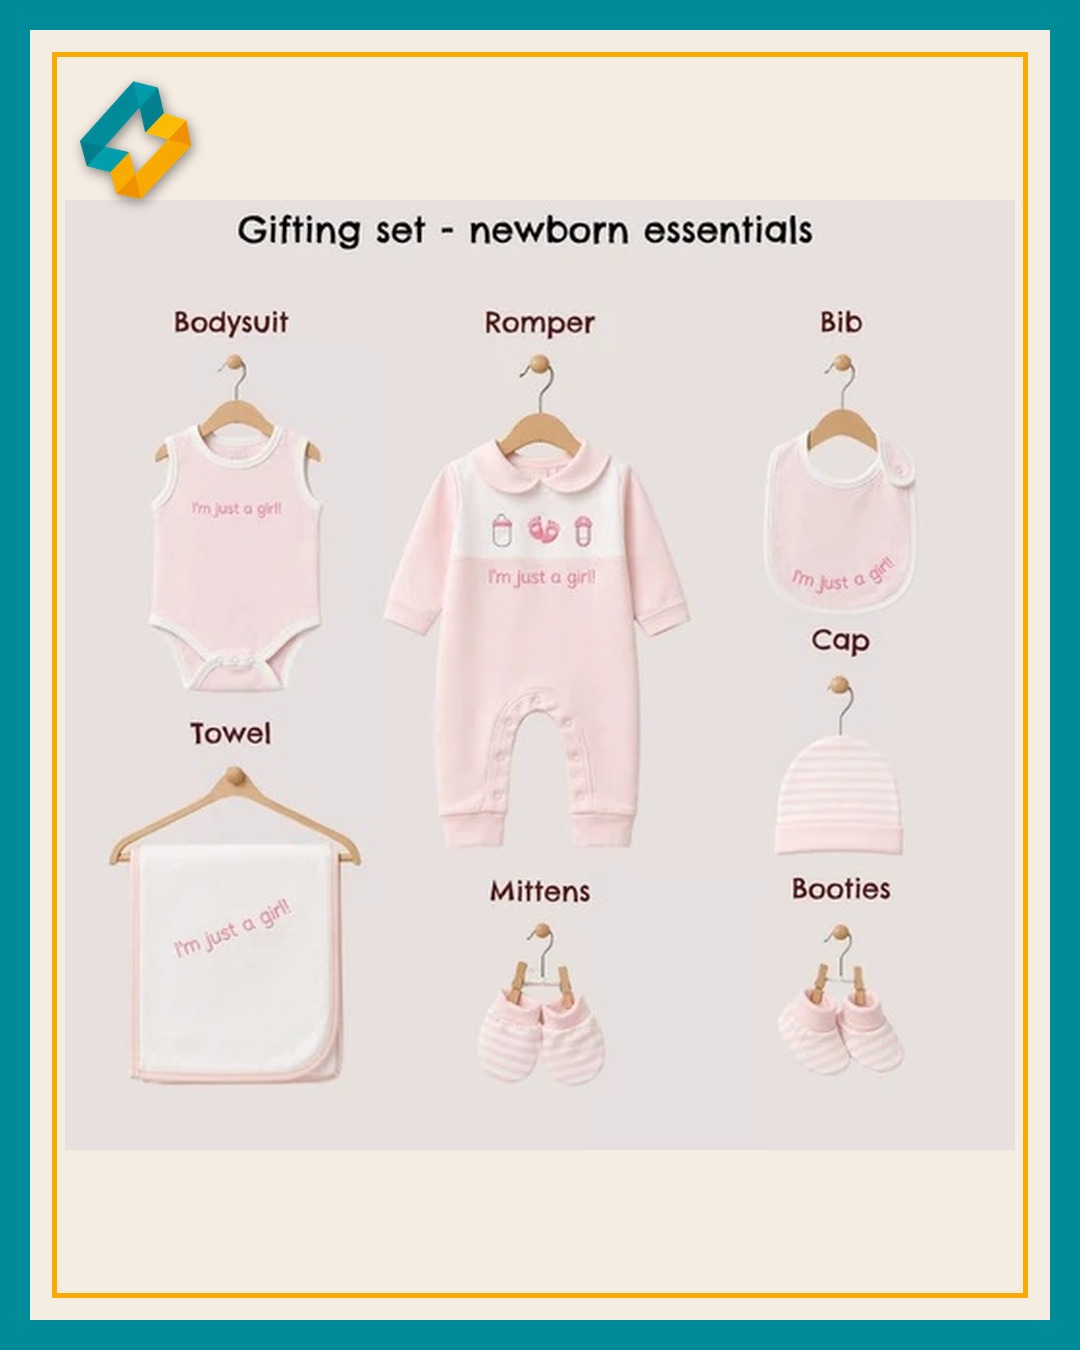 Gifting set - newborn essentials
Bodysuit
Romper
Bib
I'm just a girl!
I'm just a girl!
I'm just a girl!
Cap
Towel
I'm just a girl!
Mittens
Booties